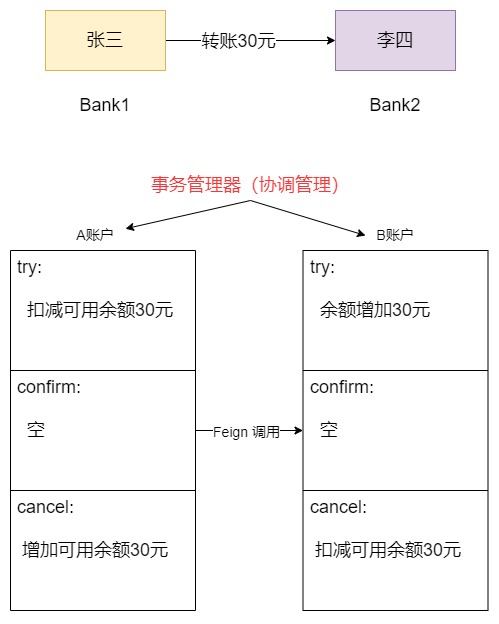 张三
转账30元
李四
Bank1
Bank2
事务管理器（协调管理）
A账户
B账户
try:
扣减可用余额30元
try:
余额增加30元
confirm:
空
Feign 调用
confirm:
空
cancel:
增加可用余额30元
cancel:
扣减可用余额30元